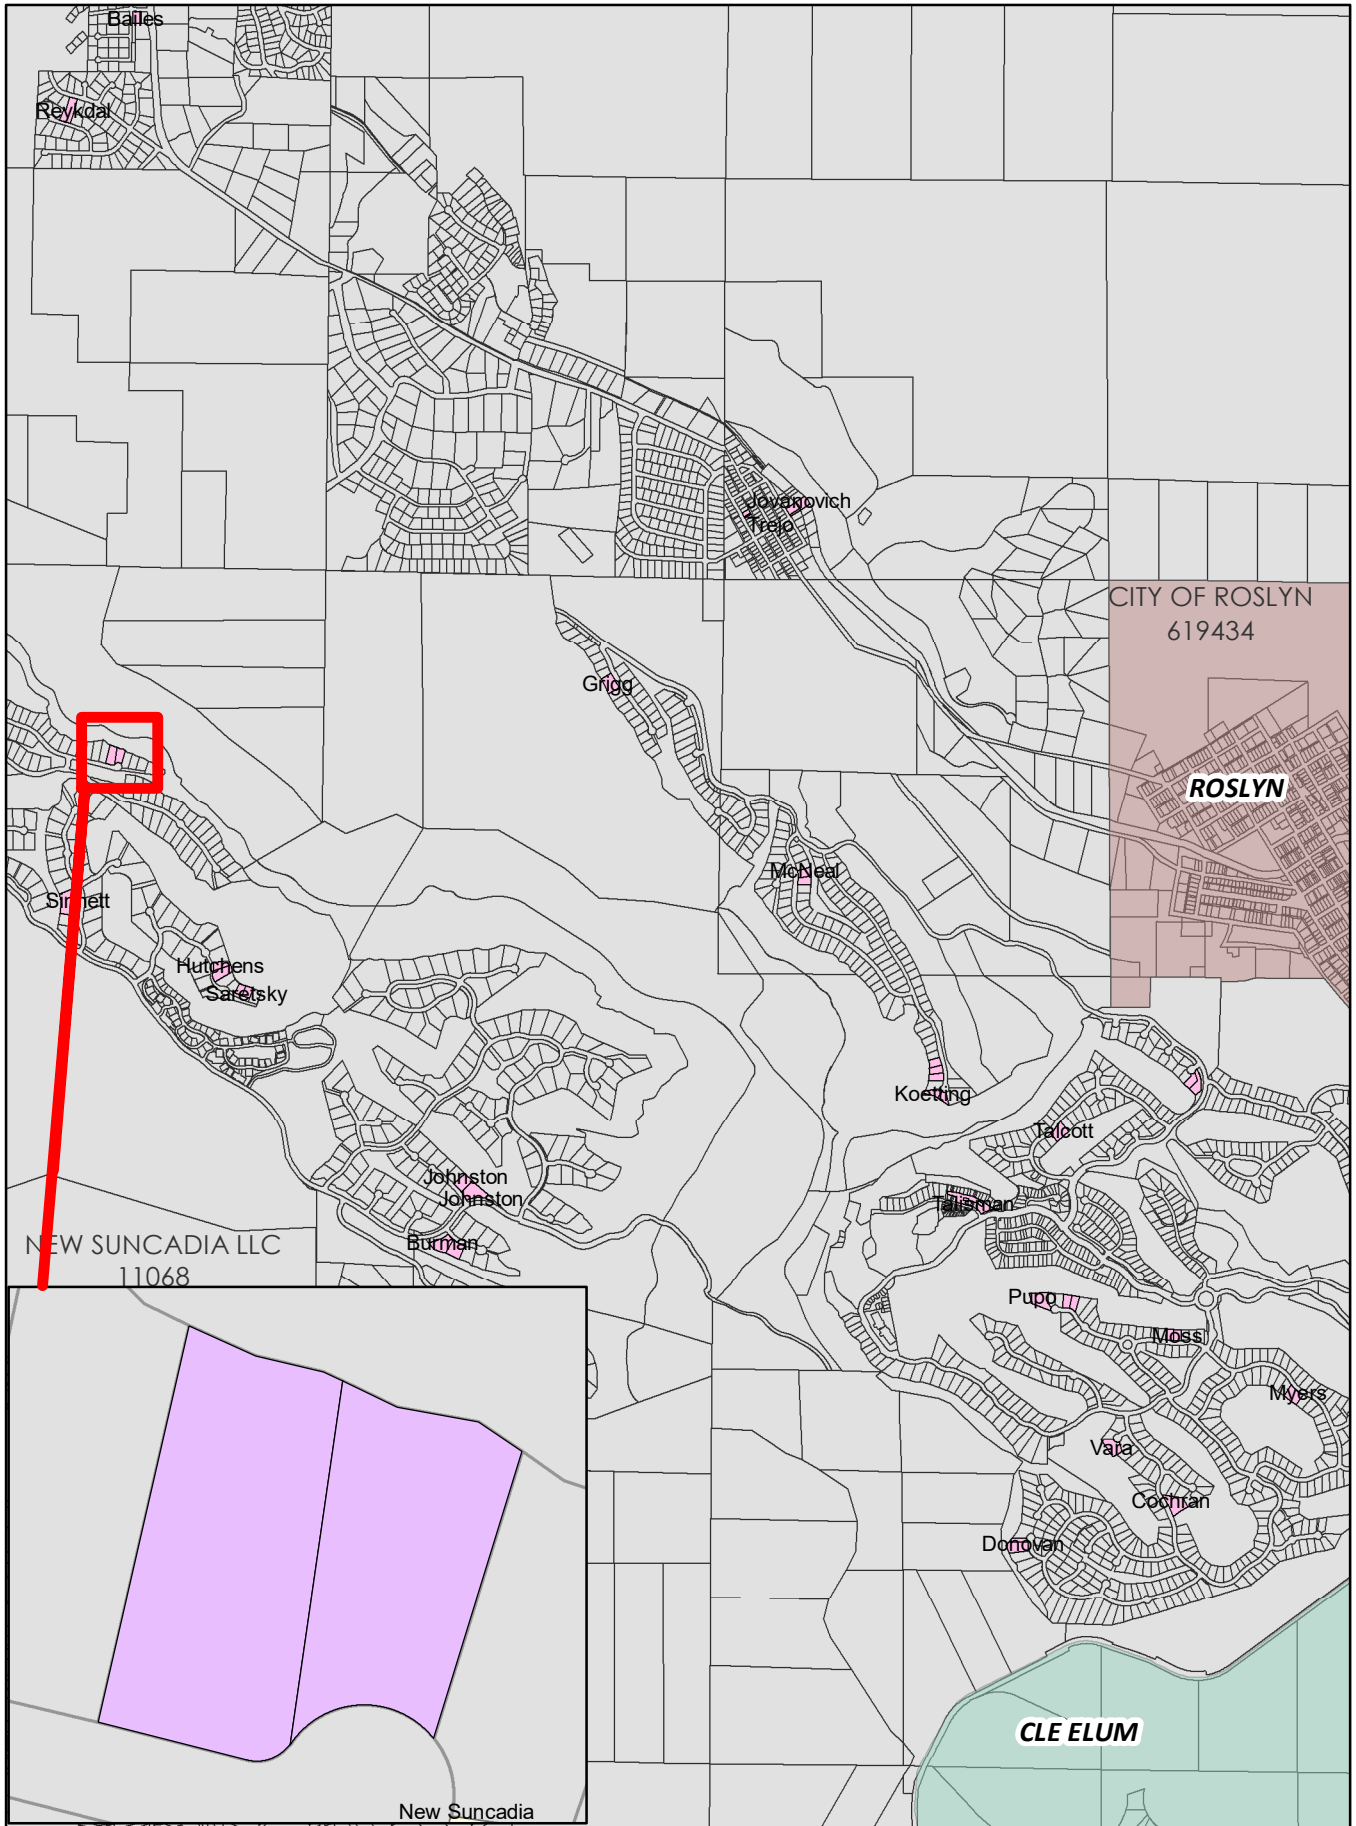 Bailes
Reykdal
Jovanovich
Trejo
CITY OF ROSLYN
619434
Grigg
ROSLYN
McNeal
Sinnett
Hutchens
Saretsky
Koetting
Talcott
Johnston
Johnston
Talisman
Burman
NEW SUNCADIA LLC
11068
Pupo
Moss
Myers
Vara
Cochran
Donovan
CLE ELUM
New Suncadia